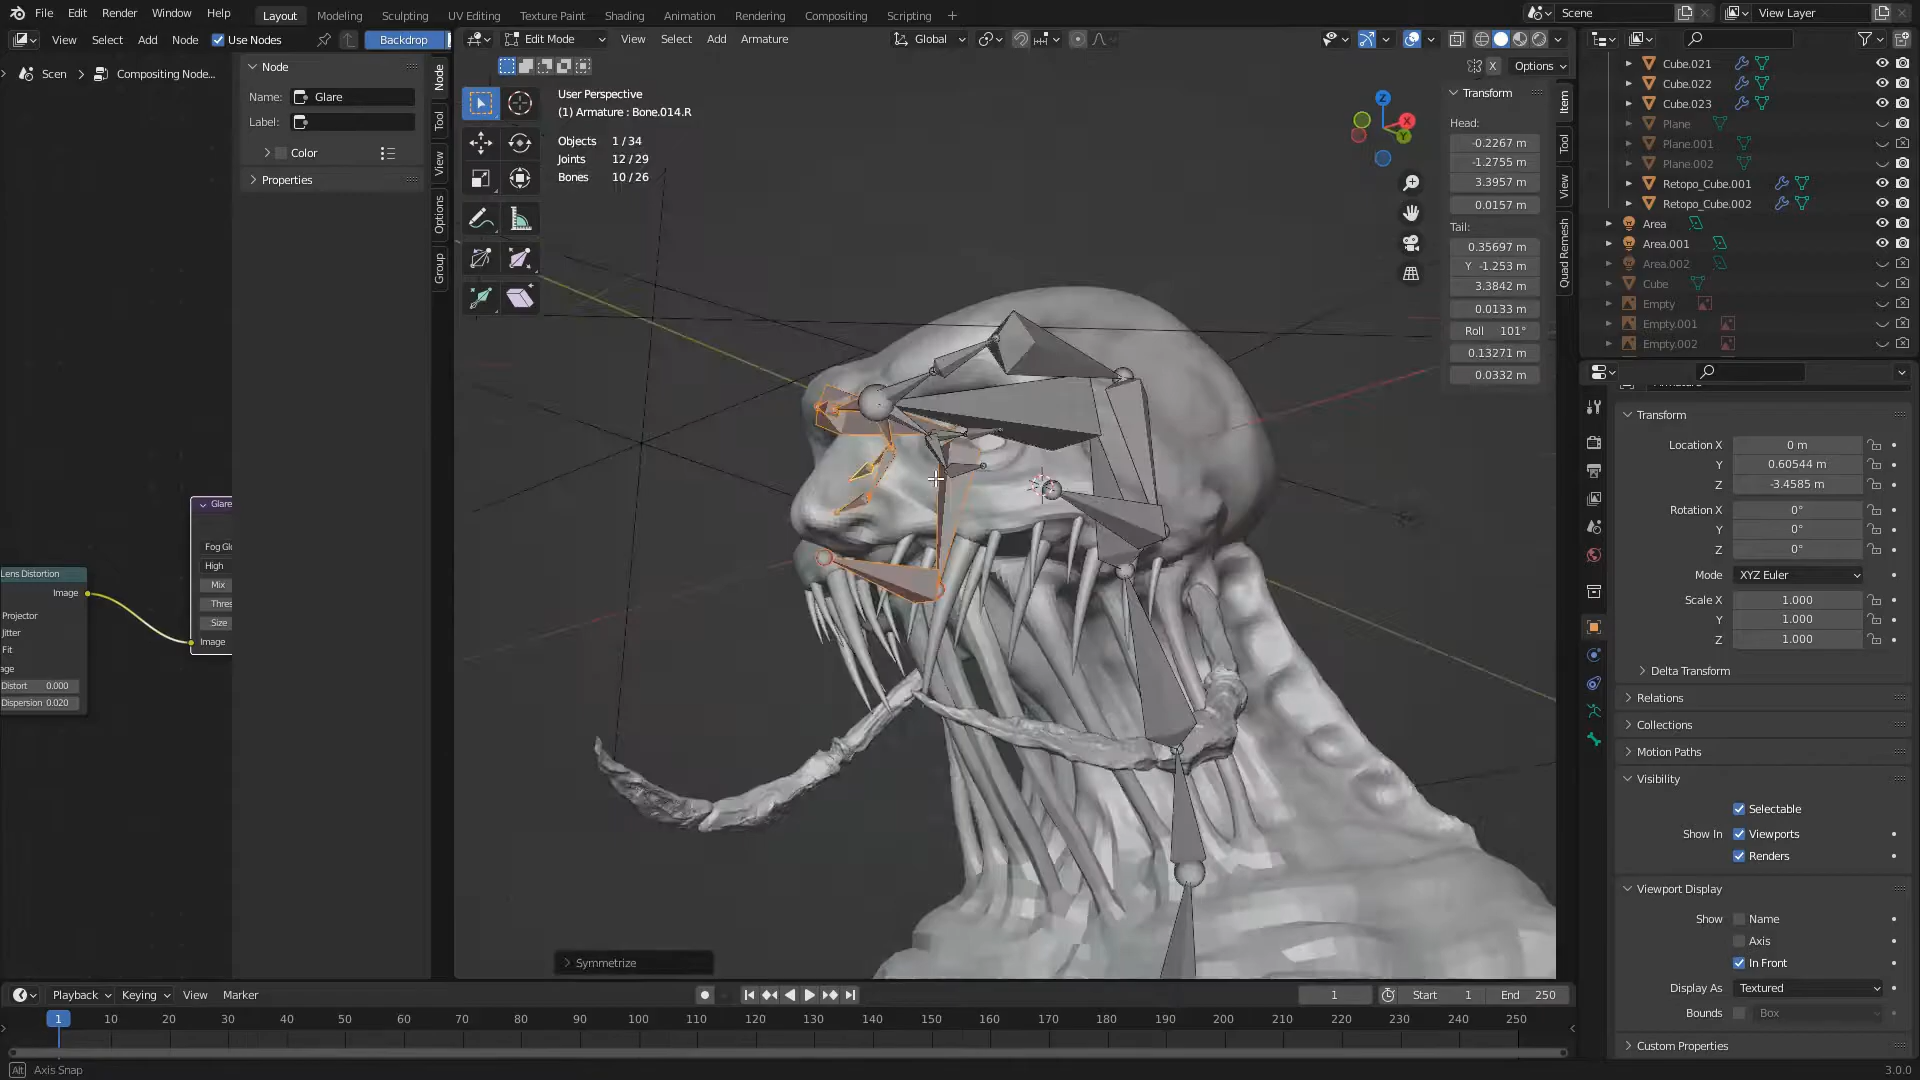 File Edit Render Window Help
Layout Modeling Sculpting UV Editing Texture Paint Shading Animation Rendering Compositing Scripting +
Scene
View Layer
View Select Add Node Use Nodes Backdrop
Edit Mode View Select Add Armature Global
X Options
Scen > Compositing Node...
Node
Name: Glare
Label:
Color
Properties
Node
Tool
View
Options
Group
User Perspective
(1) Armature : Bone.014.R
Objects 1 / 34
Joints 12 / 29
Bones 10 / 26
X
Y
Z
Transform
Head:
-0.2267 m
-1.2755 m
3.3957 m
0.0157 m
Tail:
0.35697 m
Y -1.253 m
3.3842 m
0.0133 m
Roll 101°
0.13271 m
0.0332 m
Item
Tool
View
Quad Remesh
Cube.021
Cube.022
Cube.023
Plane
Plane.001
Plane.002
Retopo_Cube.001
Retopo_Cube.002
Area
Area.001
Area.002
Cube
Empty
Empty.001
Empty.002
Transform
Location X 0 m
Y 0.60544 m
Z -3.4585 m
Rotation X 0°
Y 0°
Z 0°
Mode XYZ Euler
Scale X 1.000
Y 1.000
Z 1.000
Delta Transform
Relations
Collections
Motion Paths
Visibility
Selectable
Show In Viewports
Renders
Viewport Display
Show Name
Axis
In Front
Display As Textured
Bounds Box
Custom Properties
Lens Distortion
Image
Projector
Jitter
Fit
age
Distort 0.000
Dispersion 0.020
Glare
Fog Glo
High
Mix
Thres
Size
Image
Symmetrize
Playback Keying View Marker
1 Start 1 End 250
1 10 20 30 40 50 60 70 80 90 100 110 120 130 140 150 160 170 180 190 200 210 220 230 240 250
Alt Axis Snap
3.0.0